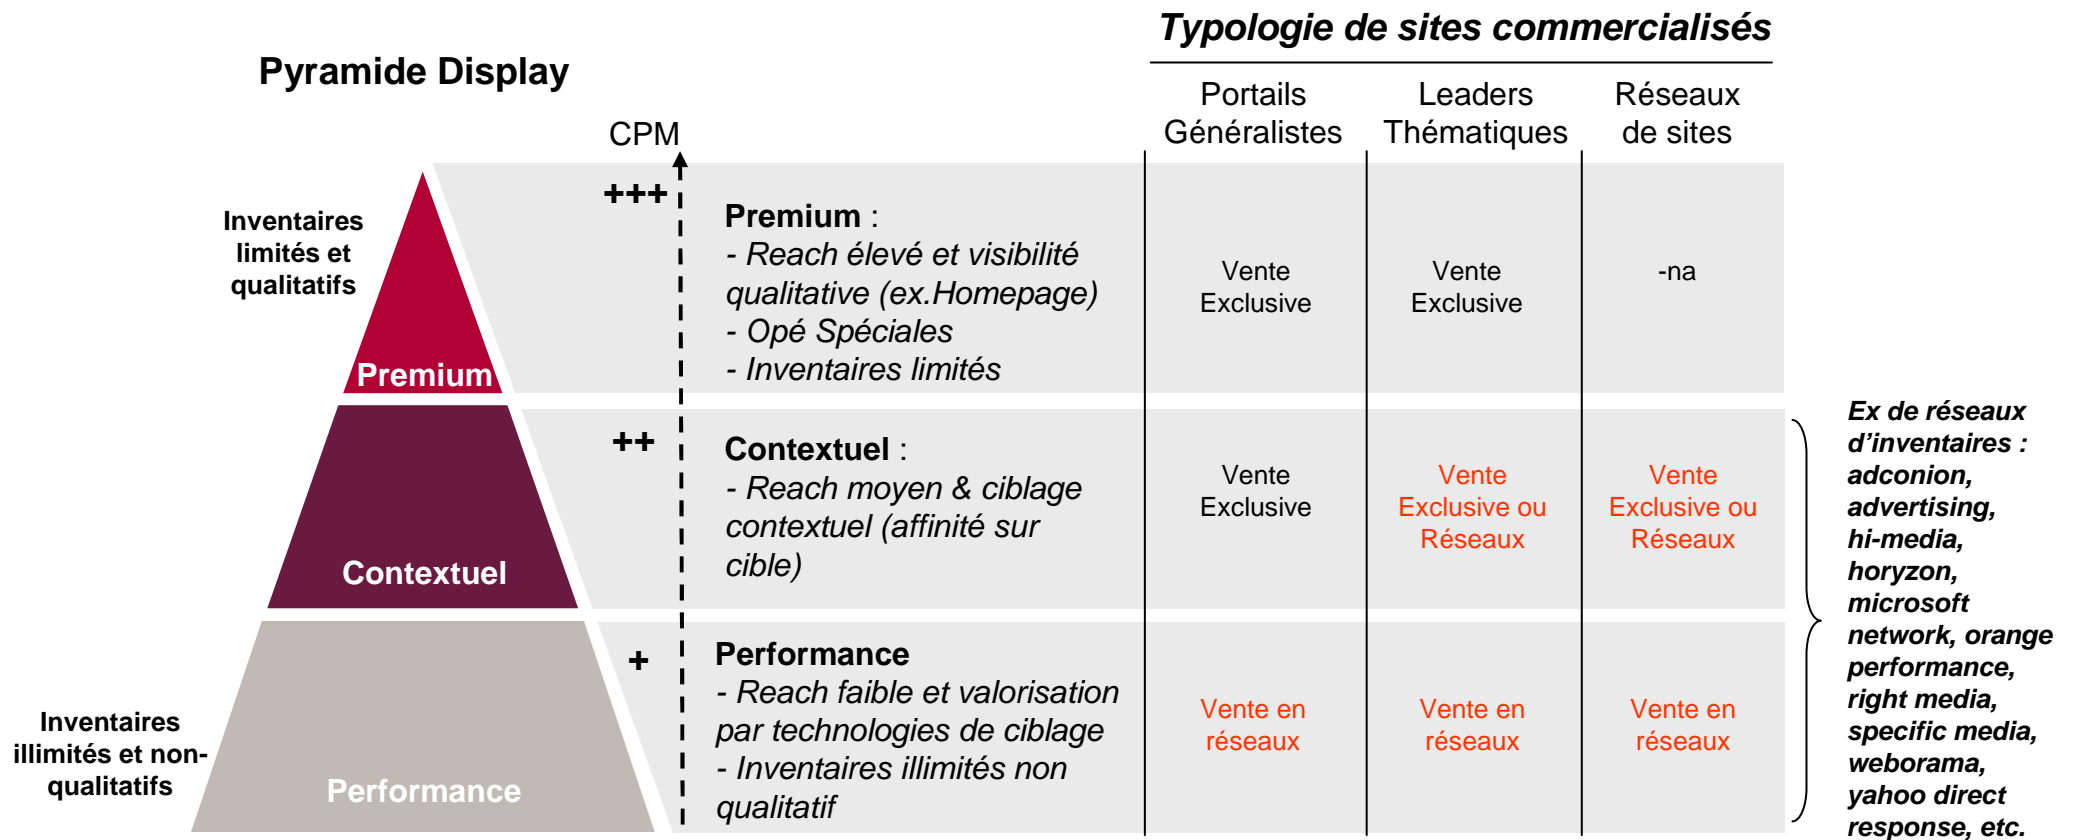 Typologie de sites commercialisés
Pyramide Display
Portails
Généralistes
Leaders
Thématiques
Réseaux
de sites
CPM
Inventaires
limités et
qualitatifs
Premium
+++
Premium :
- Reach élevé et visibilité
qualitative (ex.Homepage)
- Opé Spéciales
- Inventaires limités
Vente
Exclusive
Vente
Exclusive
-na
Contextuel
++
Contextuel :
- Reach moyen & ciblage
contextuel (affinité sur
cible)
Vente
Exclusive
Vente
Exclusive ou
Réseaux
Vente
Exclusive ou
Réseaux
Inventaires
illimités et non-
qualitatifs
Performance
+
Performance
- Reach faible et valorisation
par technologies de ciblage
- Inventaires illimités non
qualitatif
Vente en
réseaux
Vente en
réseaux
Vente en
réseaux
Ex de réseaux
d’inventaires :
adconion,
advertising,
hi-media,
horyzon,
microsoft
network, orange
performance,
right media,
specific media,
weborama,
yahoo direct
response, etc.